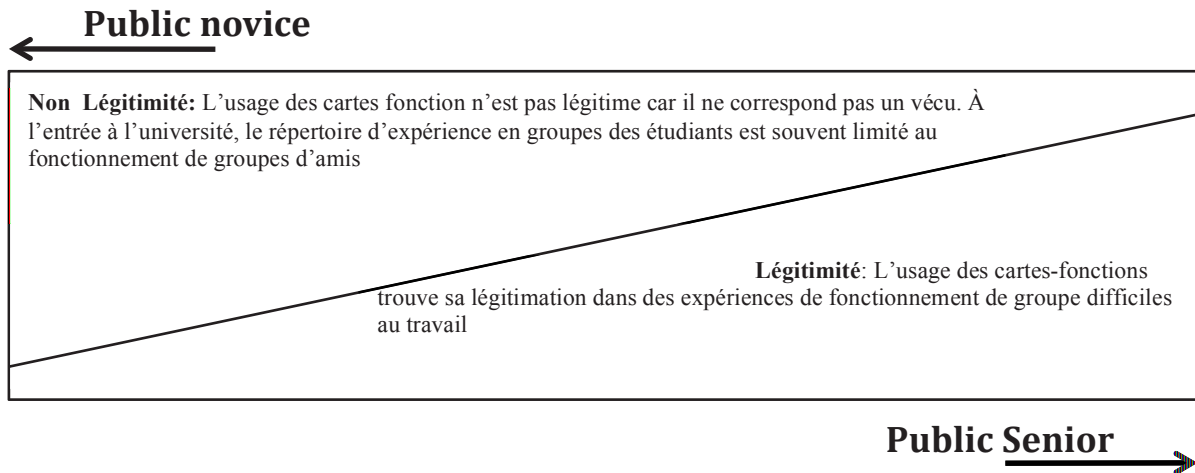 Public novice
Non Légitimité: L'usage des cartes fonction n'est pas légitime car il ne correspond pas un vécu. À
l'entrée à l'université, le répertoire d'expérience en groupes des étudiants est souvent limité au
fonctionnement de groupes d'amis
Légitimité: L'usage des cartes-fonctions
trouve sa légitimation dans des expériences de fonctionnement de groupe difficiles
au travail
Public Senior